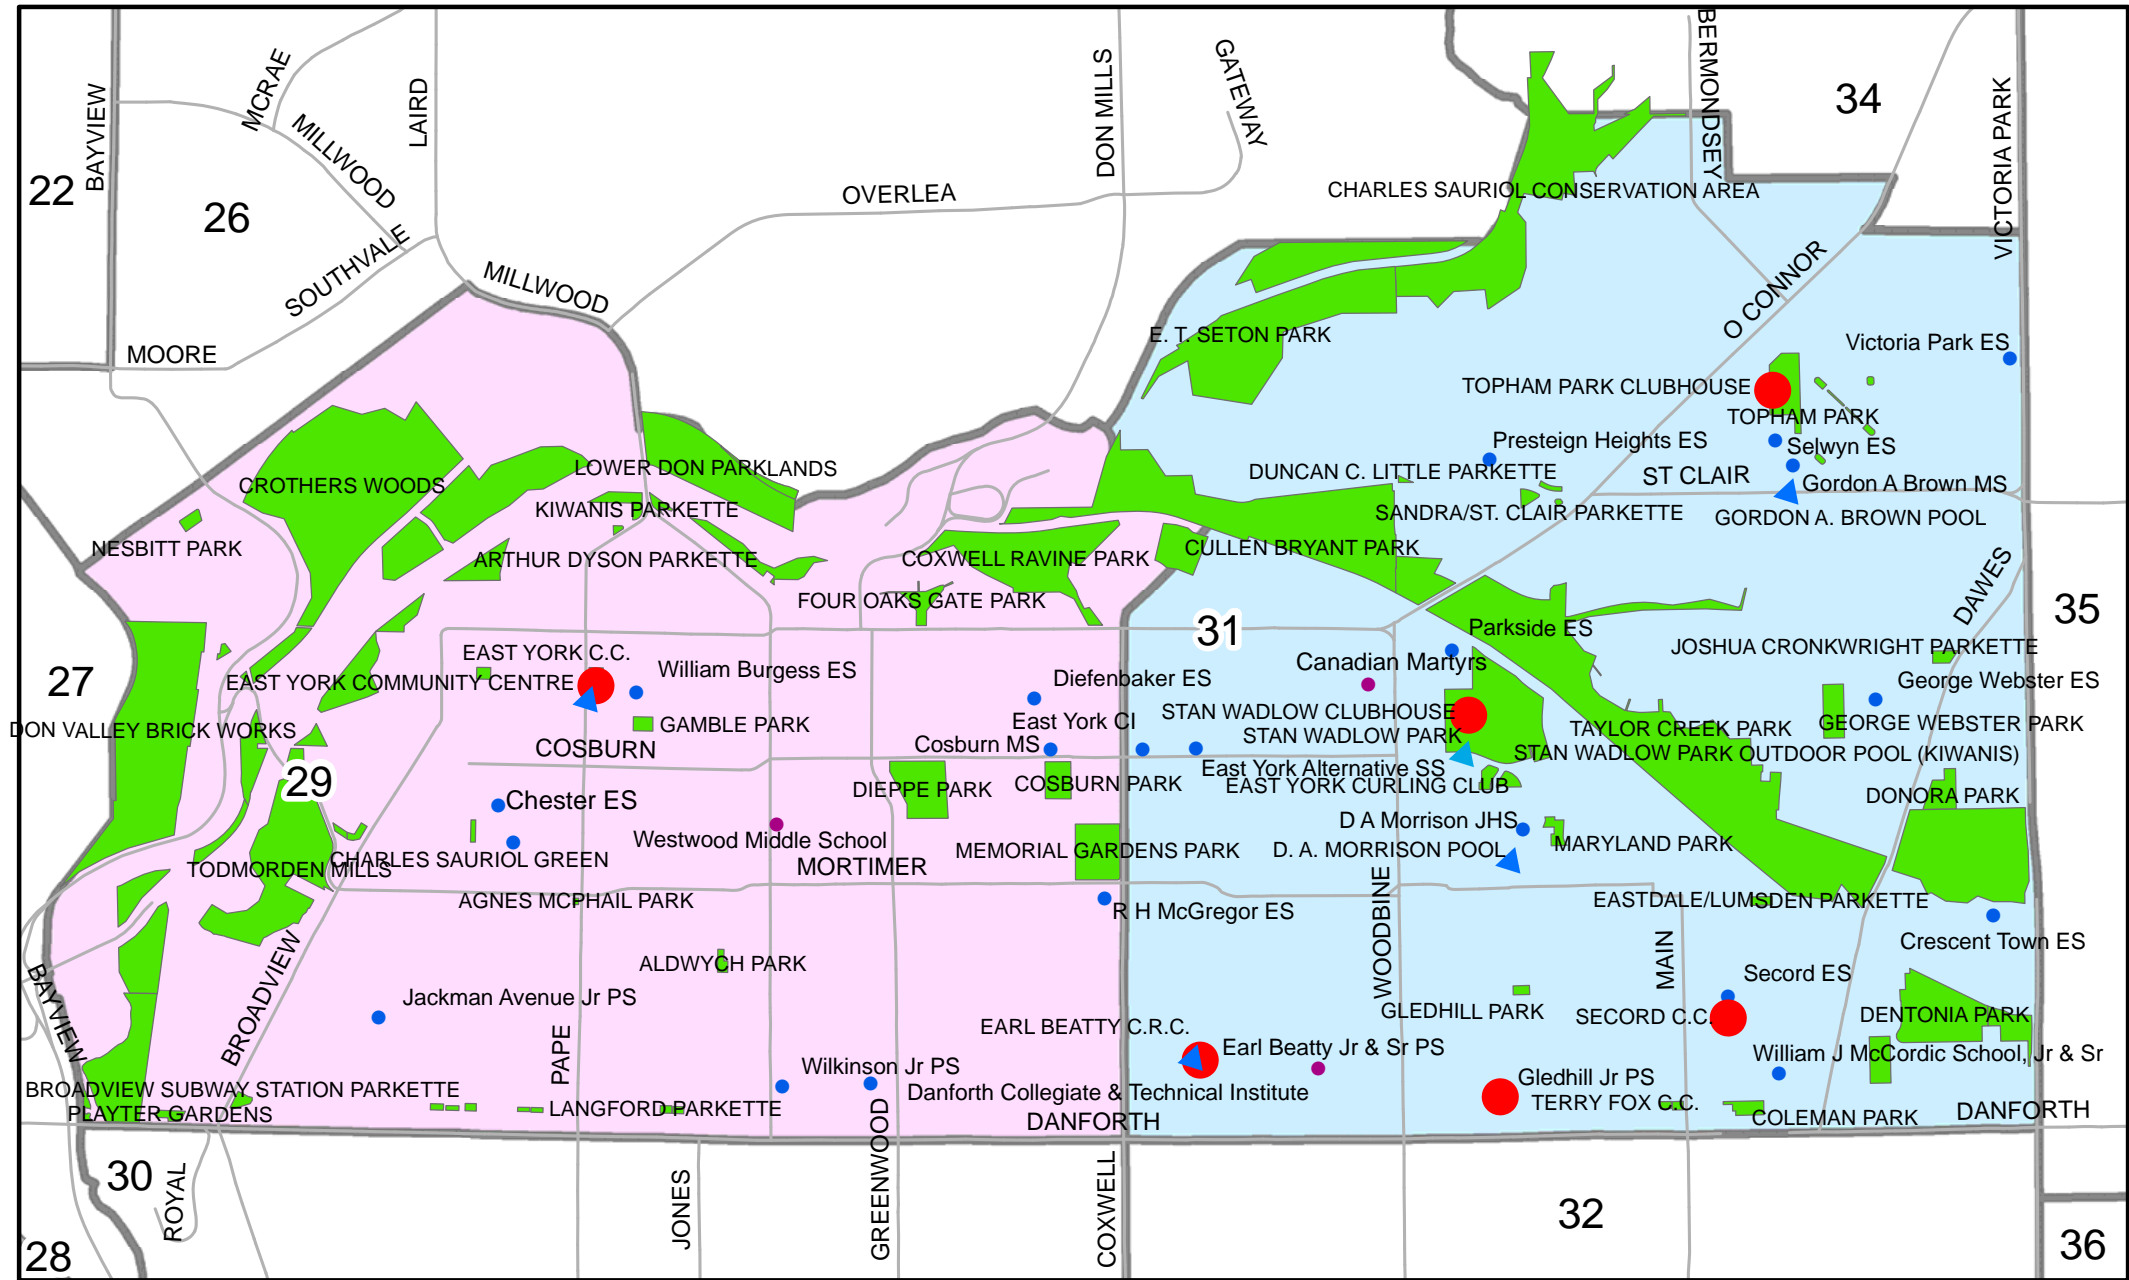 BERMONDSEY
34
MCRAE
LAIRD
DON MILLS
GATEWAY
VICTORIA PARK
BAYVIEW
MILLWOOD
22
26
OVERLEA
CHARLES SAURIOL CONSERVATION AREA
SOUTHVALE
MILLWOOD
O CONNOR
MOORE
E. T. SETON PARK
Victoria Park ES
TOPHAM PARK CLUBHOUSE
TOPHAM PARK
Presteign Heights ES
Selwyn ES
LOWER DON PARKLANDS
DUNCAN C. LITTLE PARKETTE
ST CLAIR
CROTHERS WOODS
Gordon A Brown MS
KIWANIS PARKETTE
SANDRA/ST. CLAIR PARKETTE
GORDON A. BROWN POOL
NESBITT PARK
ARTHUR DYSON PARKETTE
COXWELL RAVINE PARK
CULLEN BRYANT PARK
DAWES
FOUR OAKS GATE PARK
31
35
Parkside ES
EAST YORK C.C.
William Burgess ES
Canadian Martyrs
JOSHUA CRONKWRIGHT PARKETTE
27
EAST YORK COMMUNITY CENTRE
Diefenbaker ES
George Webster ES
STAN WADLOW CLUBHOUSE
DON VALLEY BRICK WORKS
GAMBLE PARK
East York CI
STAN WADLOW PARK
TAYLOR CREEK PARK
GEORGE WEBSTER PARK
COSBURN
Cosburn MS
STAN WADLOW PARK OUTDOOR POOL (KIWANIS)
East York Alternative SS
29
DIEPPE PARK
COSBURN PARK
EAST YORK CURLING CLUB
DONORA PARK
Chester ES
D A Morrison JHS
Westwood Middle School
MEMORIAL GARDENS PARK
D. A. MORRISON POOL
MARYLAND PARK
CHARLES SAURIOL GREEN
TODMORDEN MILLS
MORTIMER
AGNES MCPHAIL PARK
R H McGregor ES
WOODBINE
EASTDALE/LUMSDEN PARKETTE
Crescent Town ES
BROADVIEW
ALDWYCH PARK
MAIN
Secord ES
BAYVIEW
Jackman Avenue Jr PS
GLEDHILL PARK
SECORD C.C.
DENTONIA PARK
EARL BEATTY C.R.C.
Earl Beatty Jr & Sr PS
William J McCordic School, Jr & Sr
PAPE
Wilkinson Jr PS
Gledhill Jr PS
BROADVIEW SUBWAY STATION PARKETTE
Danforth Collegiate & Technical Institute
TERRY FOX C.C.
PLAYTER GARDENS
LANGFORD PARKETTE
DANFORTH
COLEMAN PARK
DANFORTH
30
ROYAL
JONES
GREENWOOD
COXWELL
32
28
36